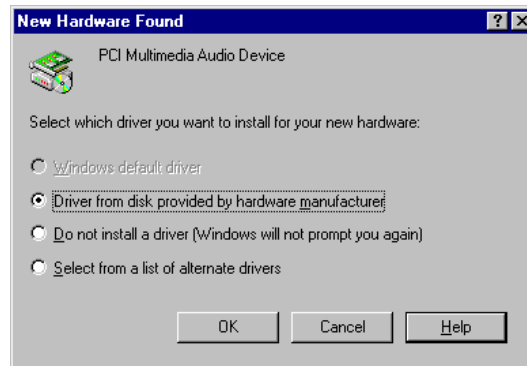 New Hardware Found
PCI Multimedia Audio Device
Select which driver you want to install for your new hardware:
Windows default driver
Driver from disk provided by hardware manufacturer
Do not install a driver (Windows will not prompt you again)
Select from a list of alternate drivers
OK Cancel Help